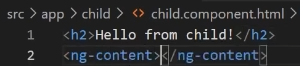 src > app > child > <> child.component.html >
1 <h2>Hello from child!</h2>
2 <ng-content></ng-content>